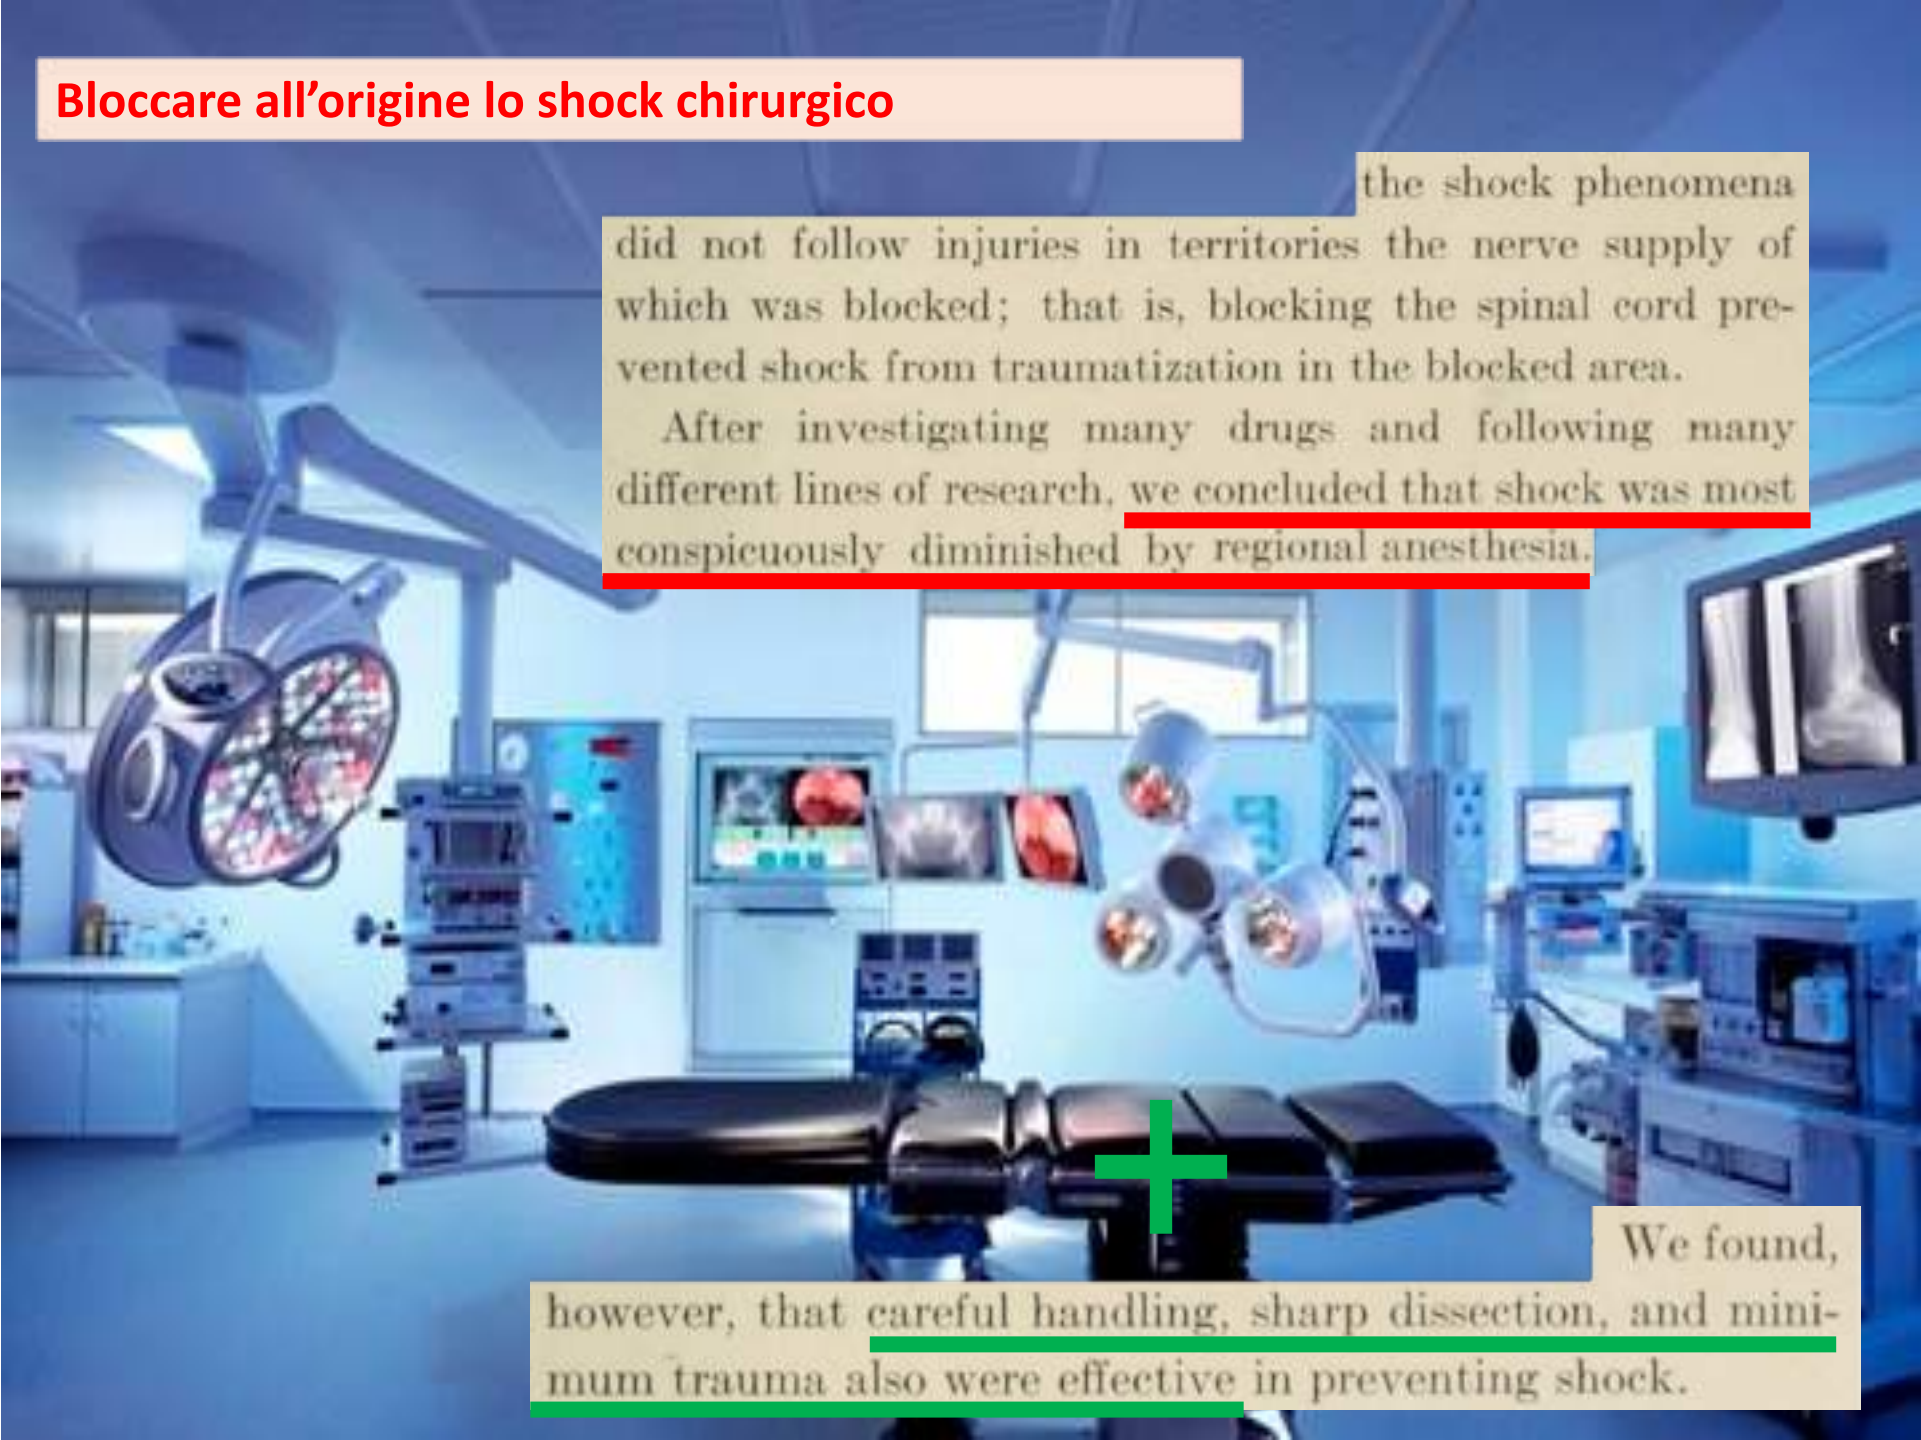 Bloccare all’origine lo shock chirurgico
the shock phenomena
did not follow injuries in territories the nerve supply of
which was blocked; that is, blocking the spinal cord pre-
vented shock from traumatization in the blocked area.
After investigating many drugs and following many
different lines of research, we concluded that shock was most
conspicuously diminished by regional anesthesia.
We found,
however, that careful handling, sharp dissection, and mini-
mum trauma also were effective in preventing shock.